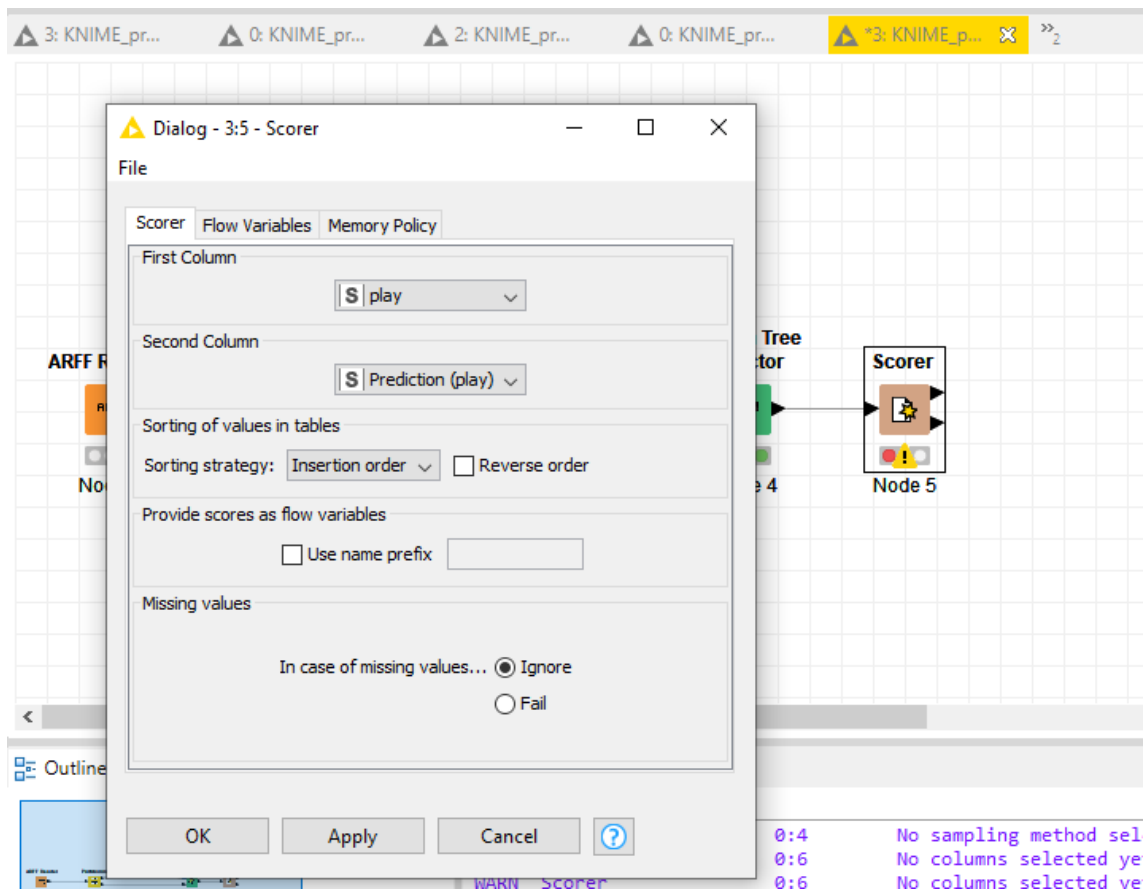 3: KNIME_pr... 0: KNIME_pr... 2: KNIME_pr... 0: KNIME_pr... *3: KNIME_p... »2
Dialog - 3:5 - Scorer
File
Scorer Flow Variables Memory Policy
First Column
S play
Second Column
S Prediction (play)
Sorting of values in tables
Sorting strategy: Insertion order Reverse order
Provide scores as flow variables
Use name prefix
Missing values
In case of missing values... Ignore
Fail
OK Apply Cancel ?
ARFF R
Tree
Scorer
Node 5
Outline
0:4 No sampling method sel
0:6 No columns selected ye
WARN Scorer 0:6 No columns selected ye